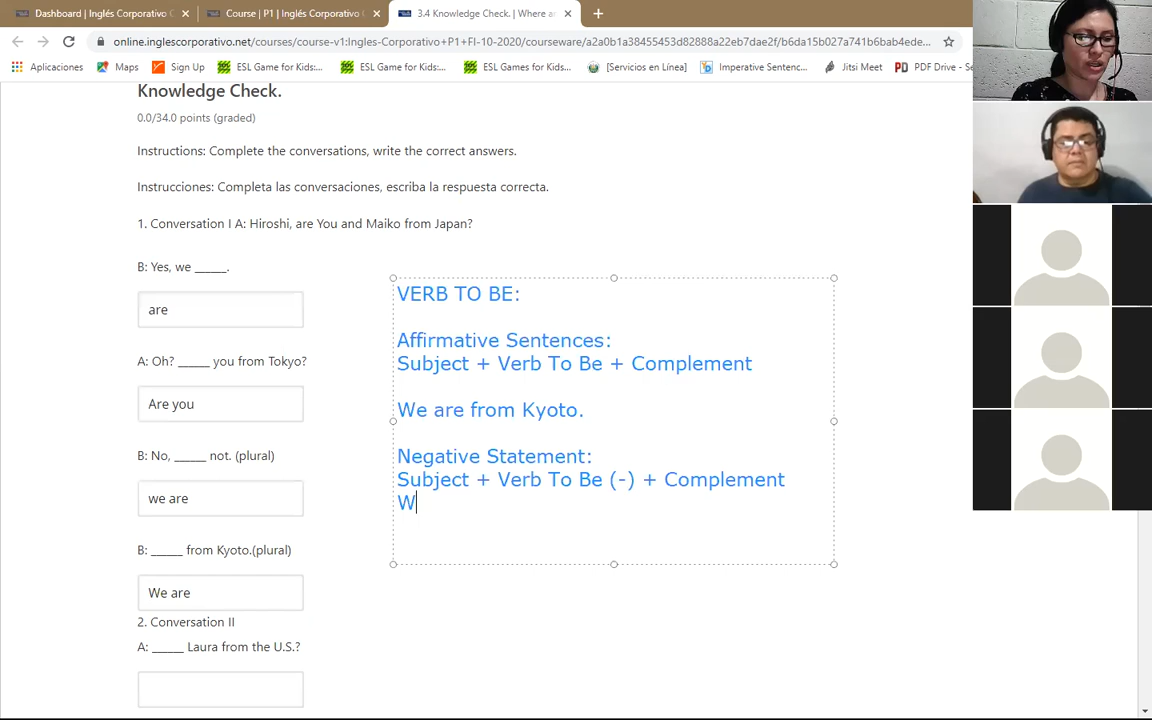 Dashboard | Inglés Corporativo C
Course | P1 | Inglés Corporativo C
3.4 Knowledge Check. | Where an
online.inglescorporativo.net/courses/course-v1:Ingles-Corporativo+P1+FI-10-2020/courseware/a2a0b1a38455453d82888a22eb7dae2f/b6da15b027a741b6bab4ede...
Aplicaciones
Maps
Sign Up
ESL Game for Kids:...
ESL Game for Kids:...
ESL Games for Kids:...
[Servicios en Línea]
Imperative Sentenc...
Jitsi Meet
PDF Drive - Se
Knowledge Check.
0.0/34.0 points (graded)
Instructions: Complete the conversations, write the correct answers.
Instrucciones: Completa las conversaciones, escriba la respuesta correcta.
1. Conversation I A: Hiroshi, are You and Maiko from Japan?
B: Yes, we ______.
are
A: Oh? ______ you from Tokyo?
Are you
B: No, ______ not. (plural)
we are
B: ______ from Kyoto.(plural)
We are
2. Conversation II
A: ______ Laura from the U.S.?
VERB TO BE:
Affirmative Sentences:
Subject + Verb To Be + Complement
We are from Kyoto.
Negative Statement:
Subject + Verb To Be (-) + Complement
W